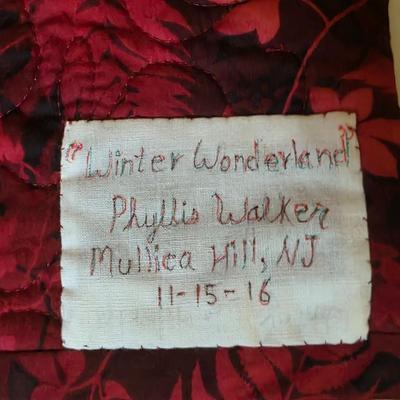 "Winter Wonderland"
Phyllis Walker
Mullica Hill, NJ
11-15-16